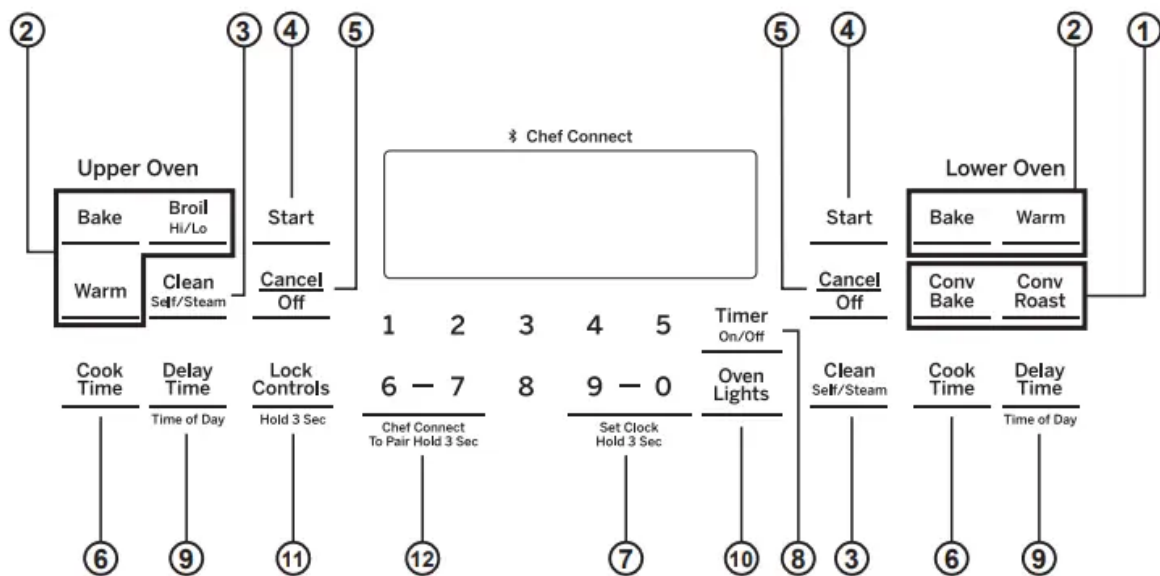 2 3 4 5 5 4 2 1
Chef Connect
Upper Oven
Lower Oven
Bake Broil Start Start Bake Warm
Hi/Lo
Warm Clean Cancel Cancel Conv Conv
Self/Steam Off Off Bake Roast
1 2 3 4 5 Timer
On/Off
Cook Delay Lock 6 – 7 8 9 – 0 Oven Clean Cook Delay
Time Time Controls Lights Self/Steam Time Time
Time of Day Hold 3 Sec Chef Connect Set Clock Time of Day
To Pair Hold 3 Sec Hold 3 Sec
6 9 11 12 7 10 8 3 6 9